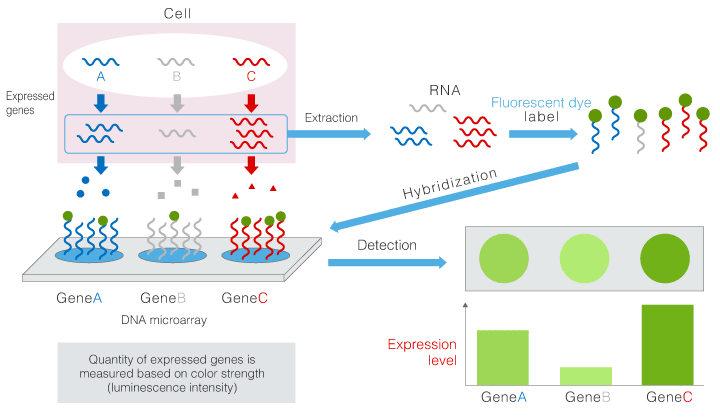 Cell
A
B
C
Expressed
genes
Extraction
RNA
Fluorescent dye
label
Hybridization
GeneA
GeneB
GeneC
DNA microarray
Detection
Expression
level
GeneA
GeneB
GeneC
Quantity of expressed genes is
measured based on color strength
(luminescence intensity)